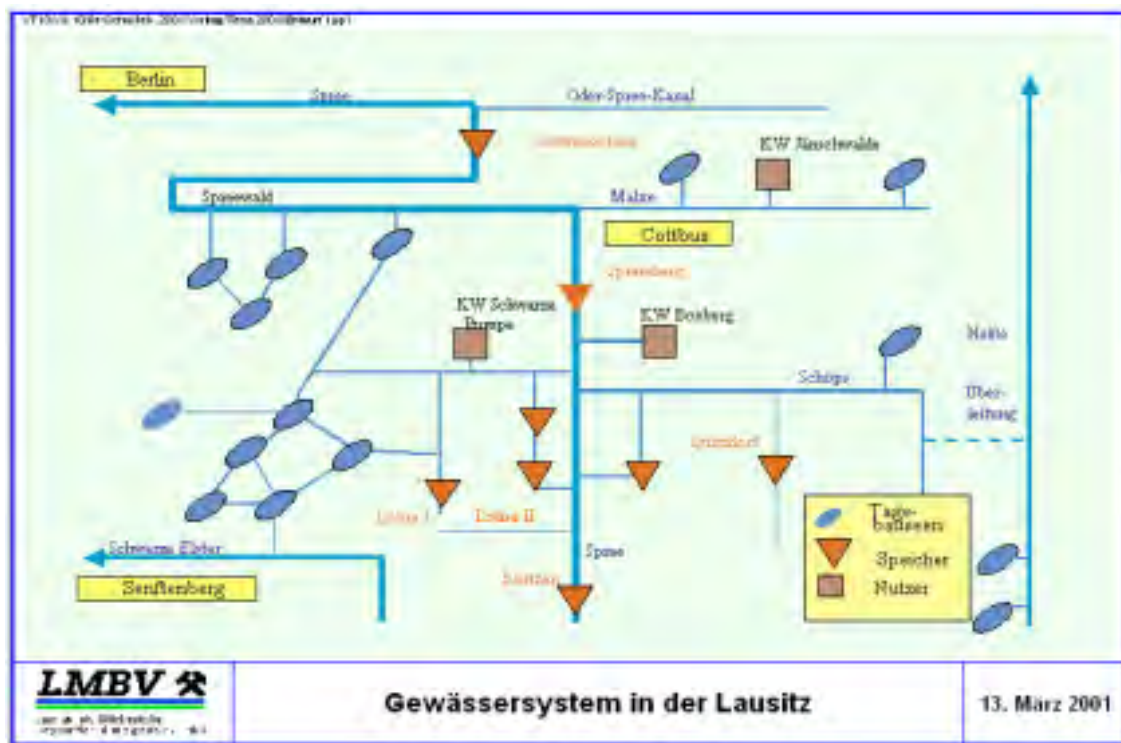 Berlin
Spree
Oder-Spree-Kanal
KW Jänschwalde
Spreewald
Malxe
Cottbus
Spremberg
KW Schwarze
Pumpe
KW Boxberg
Neiße
Schöps
Über-
leitung
Quitzdorf
Lohsa I
Lohsa II
Tage-
bauseen
Speicher
Nutzer
Schwarze Elster
Spree
Bautzen
Senftenberg
LMBV
Gewässersystem in der Lausitz
13. März 2001